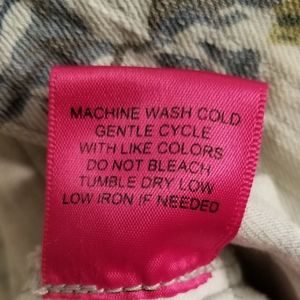 MACHINE WASH COLD
GENTLE CYCLE
WITH LIKE COLORS
DO NOT BLEACH
TUMBLE DRY LOW
LOW IRON IF NEEDED